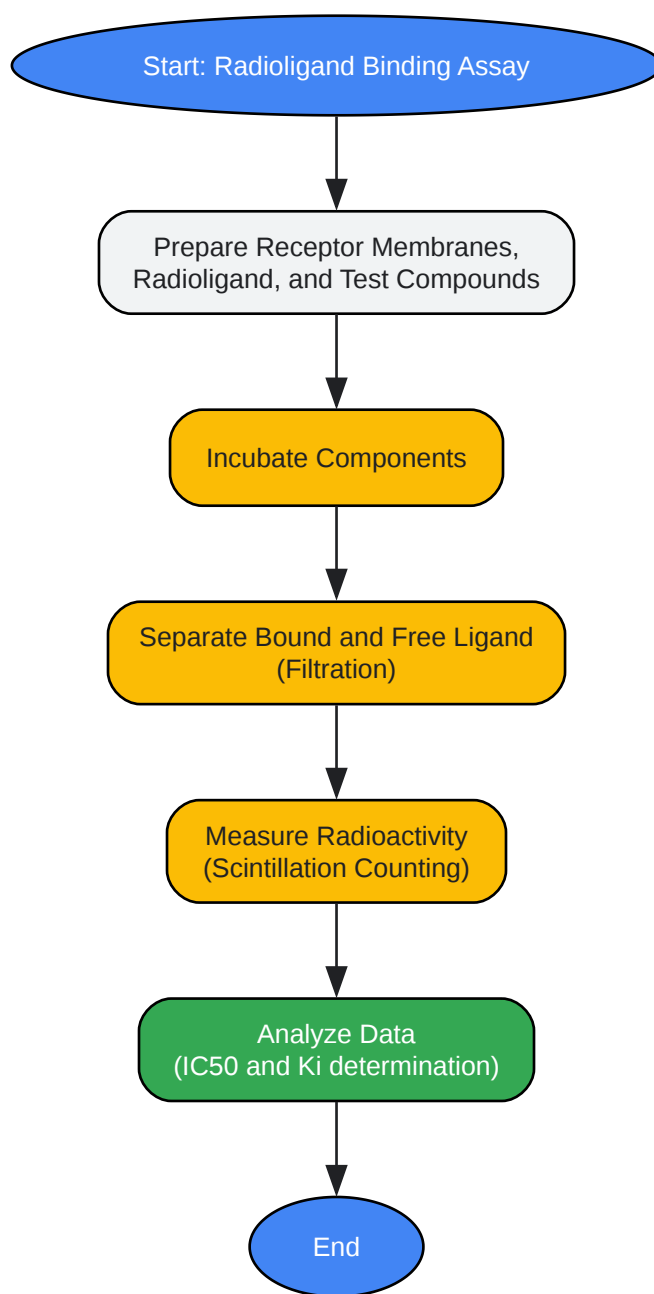 Start: Radioligand Binding Assay
Prepare Receptor Membranes,
Radioligand, and Test Compounds
Incubate Components
Separate Bound and Free Ligand
(Filtration)
Measure Radioactivity
(Scintillation Counting)
Analyze Data
(IC50 and Ki determination)
End